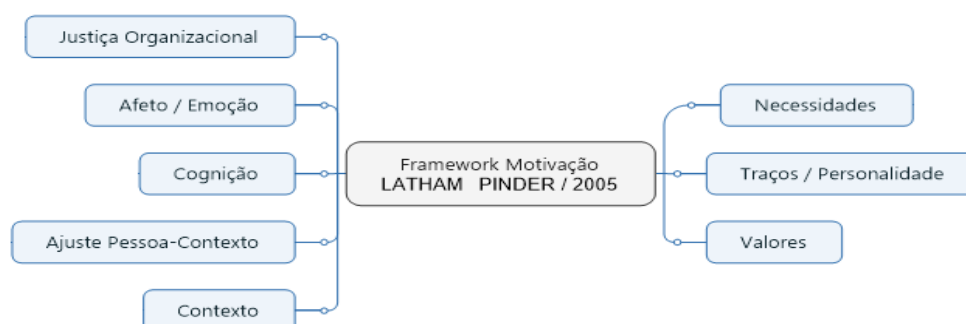 Justiça Organizacional
Afeto / Emoção
Cognição
Ajuste Pessoa-Contexto
Contexto
Framework Motivação
LATHAM PINDER / 2005
Necessidades
Traços / Personalidade
Valores